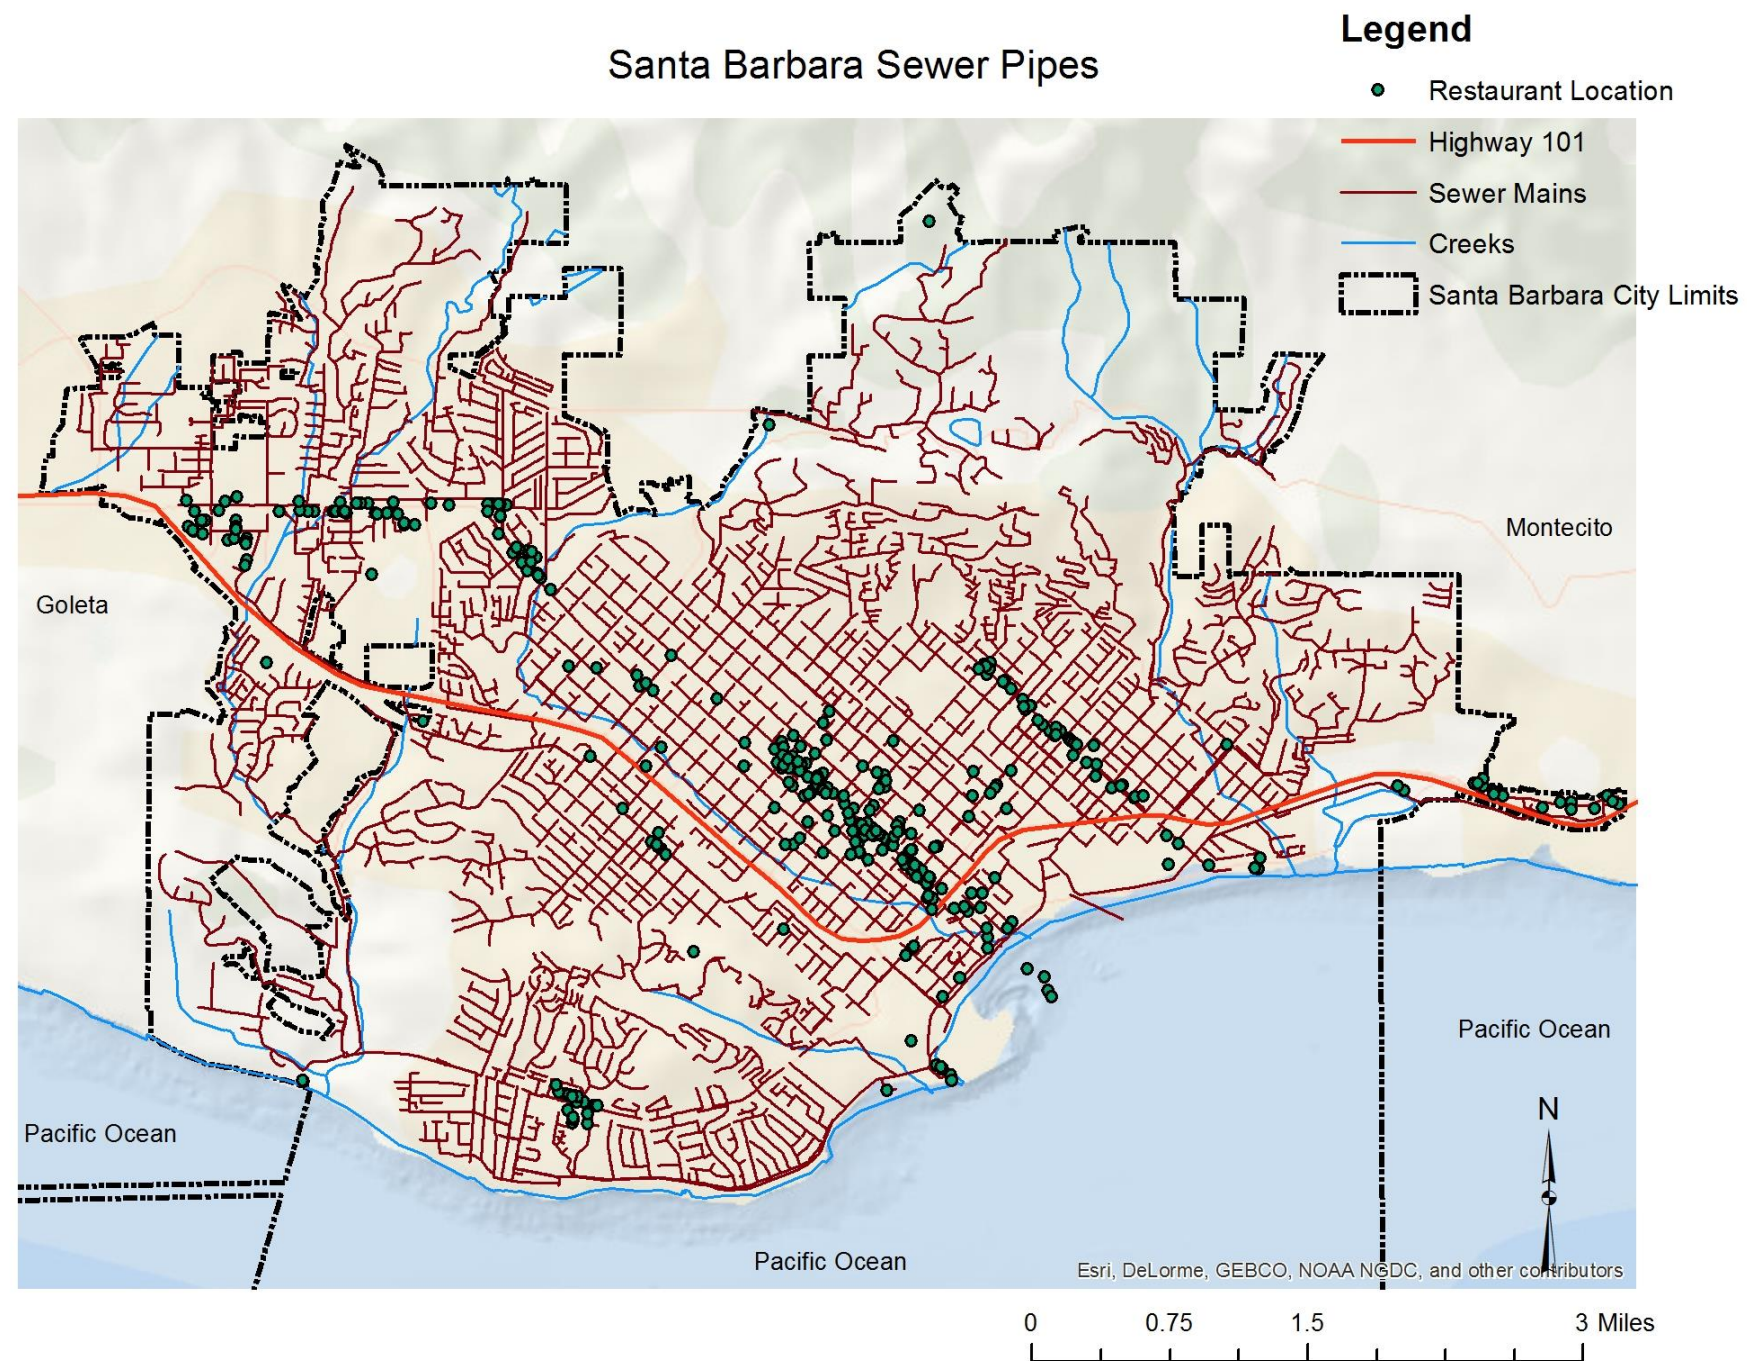 Legend
Santa Barbara Sewer Pipes
Restaurant Location
Highway 101
Sewer Mains
Creeks
Santa Barbara City Limits
Montecito
Goleta
Pacific Ocean
N
Pacific Ocean
Pacific Ocean
Esri, DeLorme, GEBCO, NOAA NGDC, and other contributors
0 0.75 1.5 3 Miles